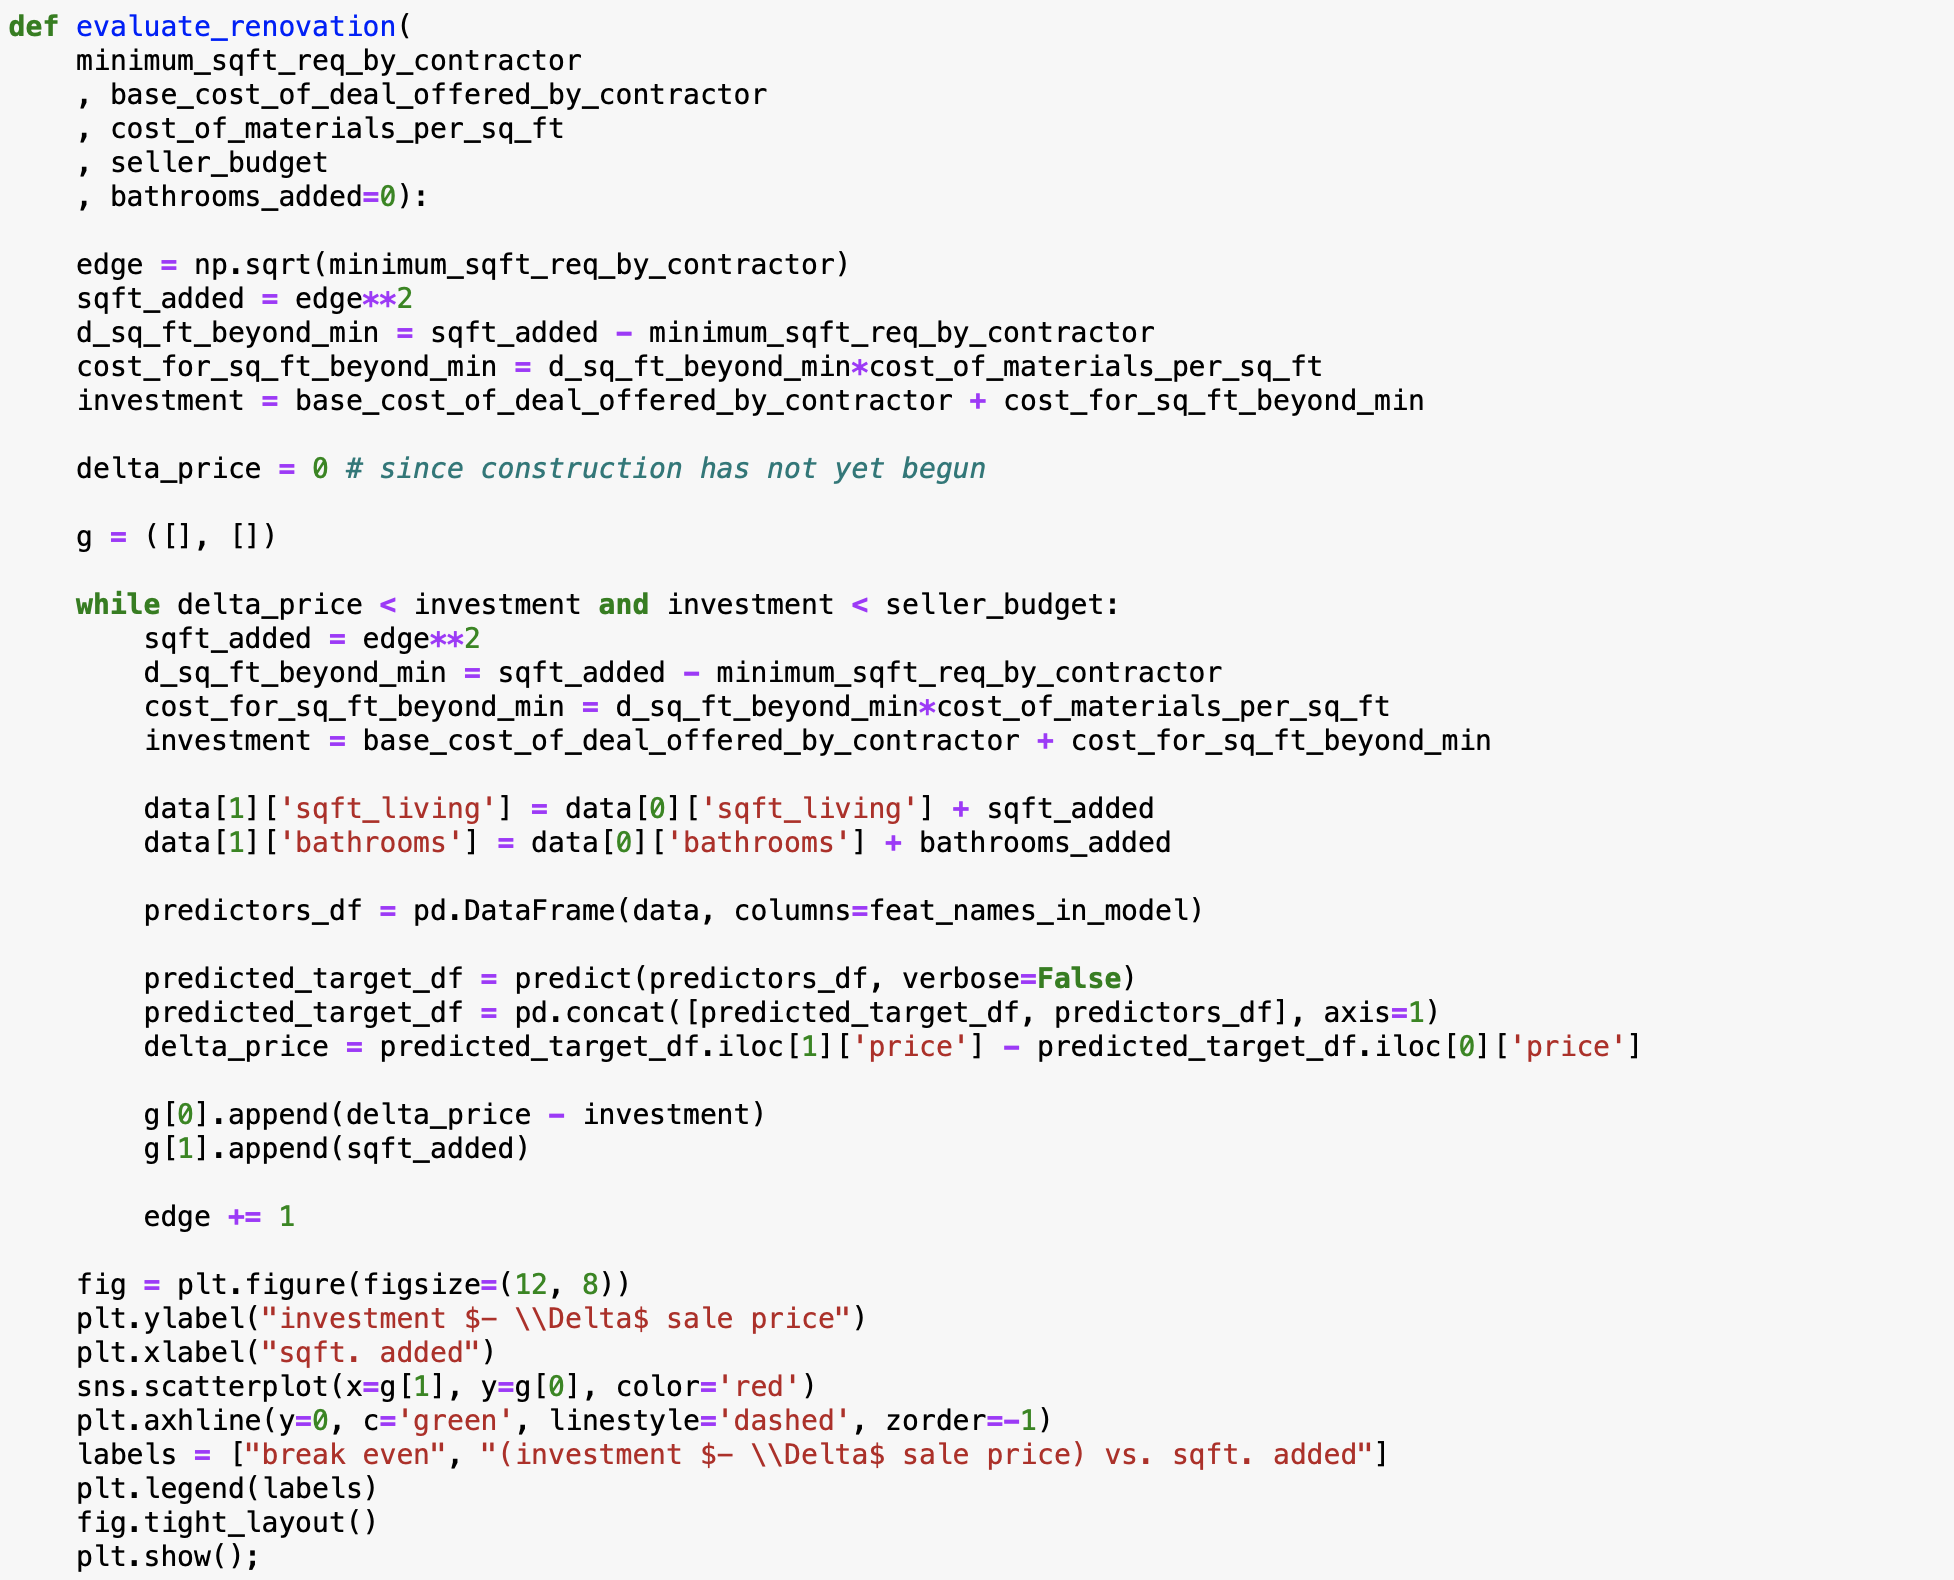 def evaluate_renovation(
    minimum_sqft_req_by_contractor
    , base_cost_of_deal_offered_by_contractor
    , cost_of_materials_per_sq_ft
    , seller_budget
    , bathrooms_added=0):

    edge = np.sqrt(minimum_sqft_req_by_contractor)
    sqft_added = edge**2
    d_sq_ft_beyond_min = sqft_added - minimum_sqft_req_by_contractor
    cost_for_sq_ft_beyond_min = d_sq_ft_beyond_min*cost_of_materials_per_sq_ft
    investment = base_cost_of_deal_offered_by_contractor + cost_for_sq_ft_beyond_min

    delta_price = 0 # since construction has not yet begun

    g = ([], [])

    while delta_price < investment and investment < seller_budget:
        sqft_added = edge**2
        d_sq_ft_beyond_min = sqft_added - minimum_sqft_req_by_contractor
        cost_for_sq_ft_beyond_min = d_sq_ft_beyond_min*cost_of_materials_per_sq_ft
        investment = base_cost_of_deal_offered_by_contractor + cost_for_sq_ft_beyond_min

        data[1]['sqft_living'] = data[0]['sqft_living'] + sqft_added
        data[1]['bathrooms'] = data[0]['bathrooms'] + bathrooms_added

        predictors_df = pd.DataFrame(data, columns=feat_names_in_model)

        predicted_target_df = predict(predictors_df, verbose=False)
        predicted_target_df = pd.concat([predicted_target_df, predictors_df], axis=1)
        delta_price = predicted_target_df.iloc[1]['price'] - predicted_target_df.iloc[0]['price']

        g[0].append(delta_price - investment)
        g[1].append(sqft_added)

        edge += 1

    fig = plt.figure(figsize=(12, 8))
    plt.ylabel("investment $- \\Delta$ sale price")
    plt.xlabel("sqft. added")
    sns.scatterplot(x=g[1], y=g[0], color='red')
    plt.axhline(y=0, c='green', linestyle='dashed', zorder=-1)
    labels = ["break even", "(investment $- \\Delta$ sale price) vs. sqft. added"]
    plt.legend(labels)
    fig.tight_layout()
    plt.show();